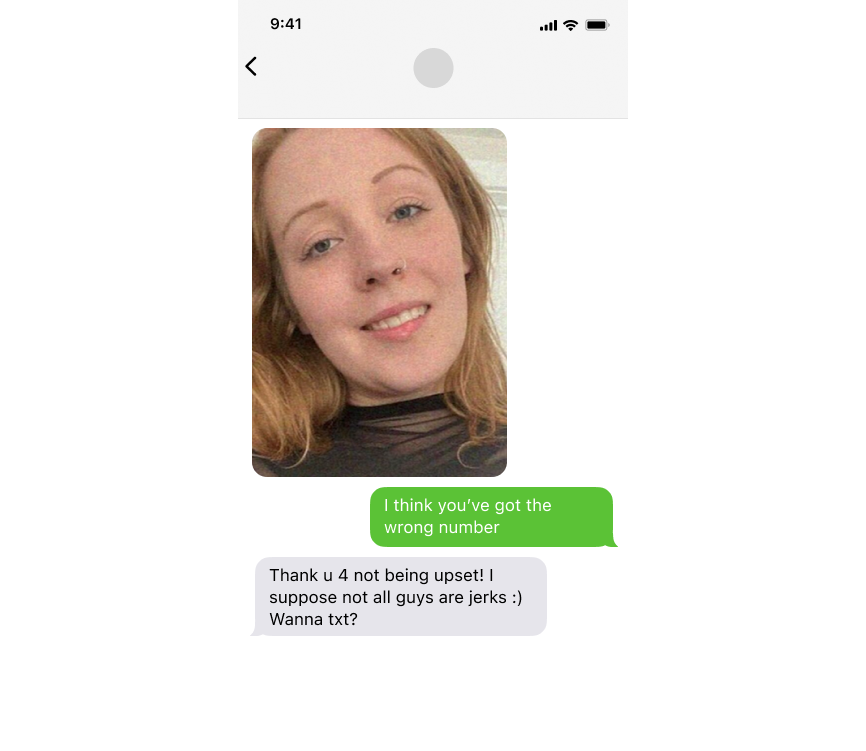 9:41
I think you’ve got the
wrong number
Thank u 4 not being upset! I
suppose not all guys are jerks :)
Wanna txt?